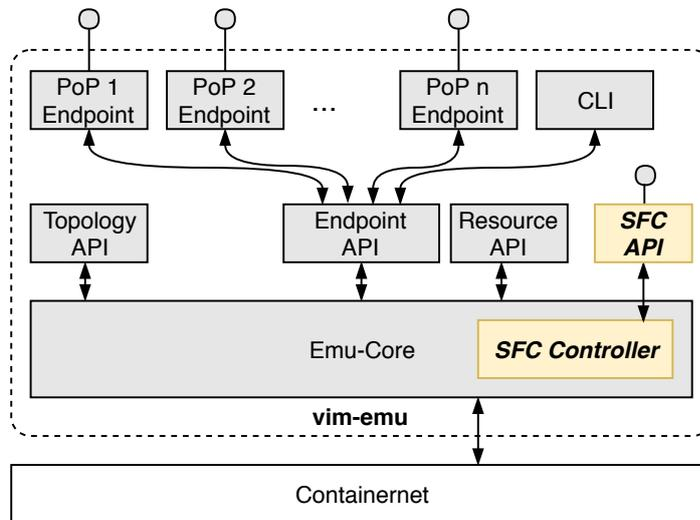 PoP 1
Endpoint
PoP 2
Endpoint
...
PoP n
Endpoint
CLI
Topology
API
Endpoint
API
Resource
API
SFC
API
Emu-Core
SFC Controller
vim-emu
Containernet